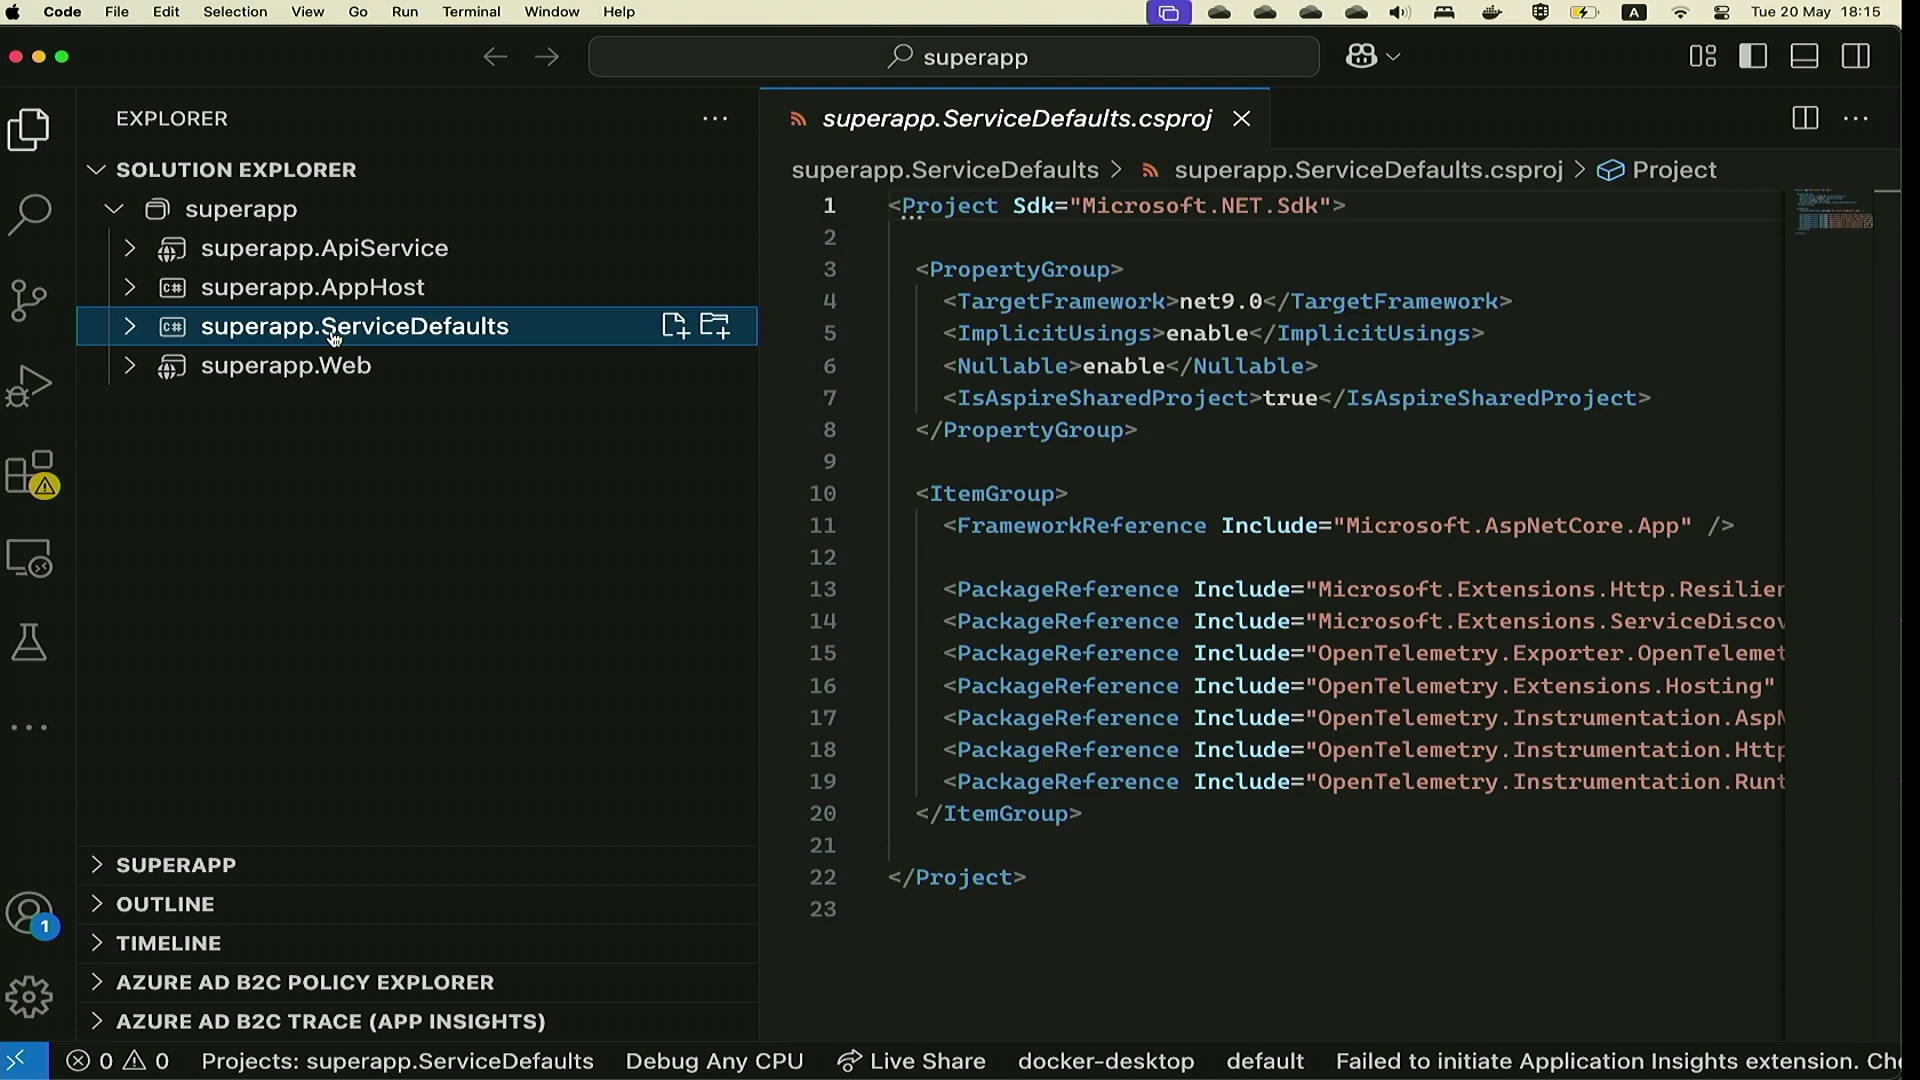 Code File Edit Selection View Go Run Terminal Window Help
A
Tue 20 May 18:15
superapp
EXPLORER
SOLUTION EXPLORER
superapp
superapp.ApiService
superapp.AppHost
superapp.ServiceDefaults
superapp.Web
SUPERAPP
OUTLINE
TIMELINE
AZURE AD B2C POLICY EXPLORER
AZURE AD B2C TRACE (APP INSIGHTS)
1
superapp.ServiceDefaults.csproj
superapp.ServiceDefaults > superapp.ServiceDefaults.csproj > Project
1 <Project Sdk="Microsoft.NET.Sdk">
2
3 <PropertyGroup>
4 <TargetFramework>net9.0</TargetFramework>
5 <ImplicitUsings>enable</ImplicitUsings>
6 <Nullable>enable</Nullable>
7 <IsAspireSharedProject>true</IsAspireSharedProject>
8 </PropertyGroup>
9
10 <ItemGroup>
11 <FrameworkReference Include="Microsoft.AspNetCore.App" />
12
13 <PackageReference Include="Microsoft.Extensions.Http.Resilien
14 <PackageReference Include="Microsoft.Extensions.ServiceDiscov
15 <PackageReference Include="OpenTelemetry.Exporter.OpenTelemet
16 <PackageReference Include="OpenTelemetry.Extensions.Hosting"
17 <PackageReference Include="OpenTelemetry.Instrumentation.AspN
18 <PackageReference Include="OpenTelemetry.Instrumentation.Http
19 <PackageReference Include="OpenTelemetry.Instrumentation.Runt
20 </ItemGroup>
21
22 </Project>
23
0 0 Projects: superapp.ServiceDefaults Debug Any CPU Live Share docker-desktop default Failed to initiate Application Insights extension. Che